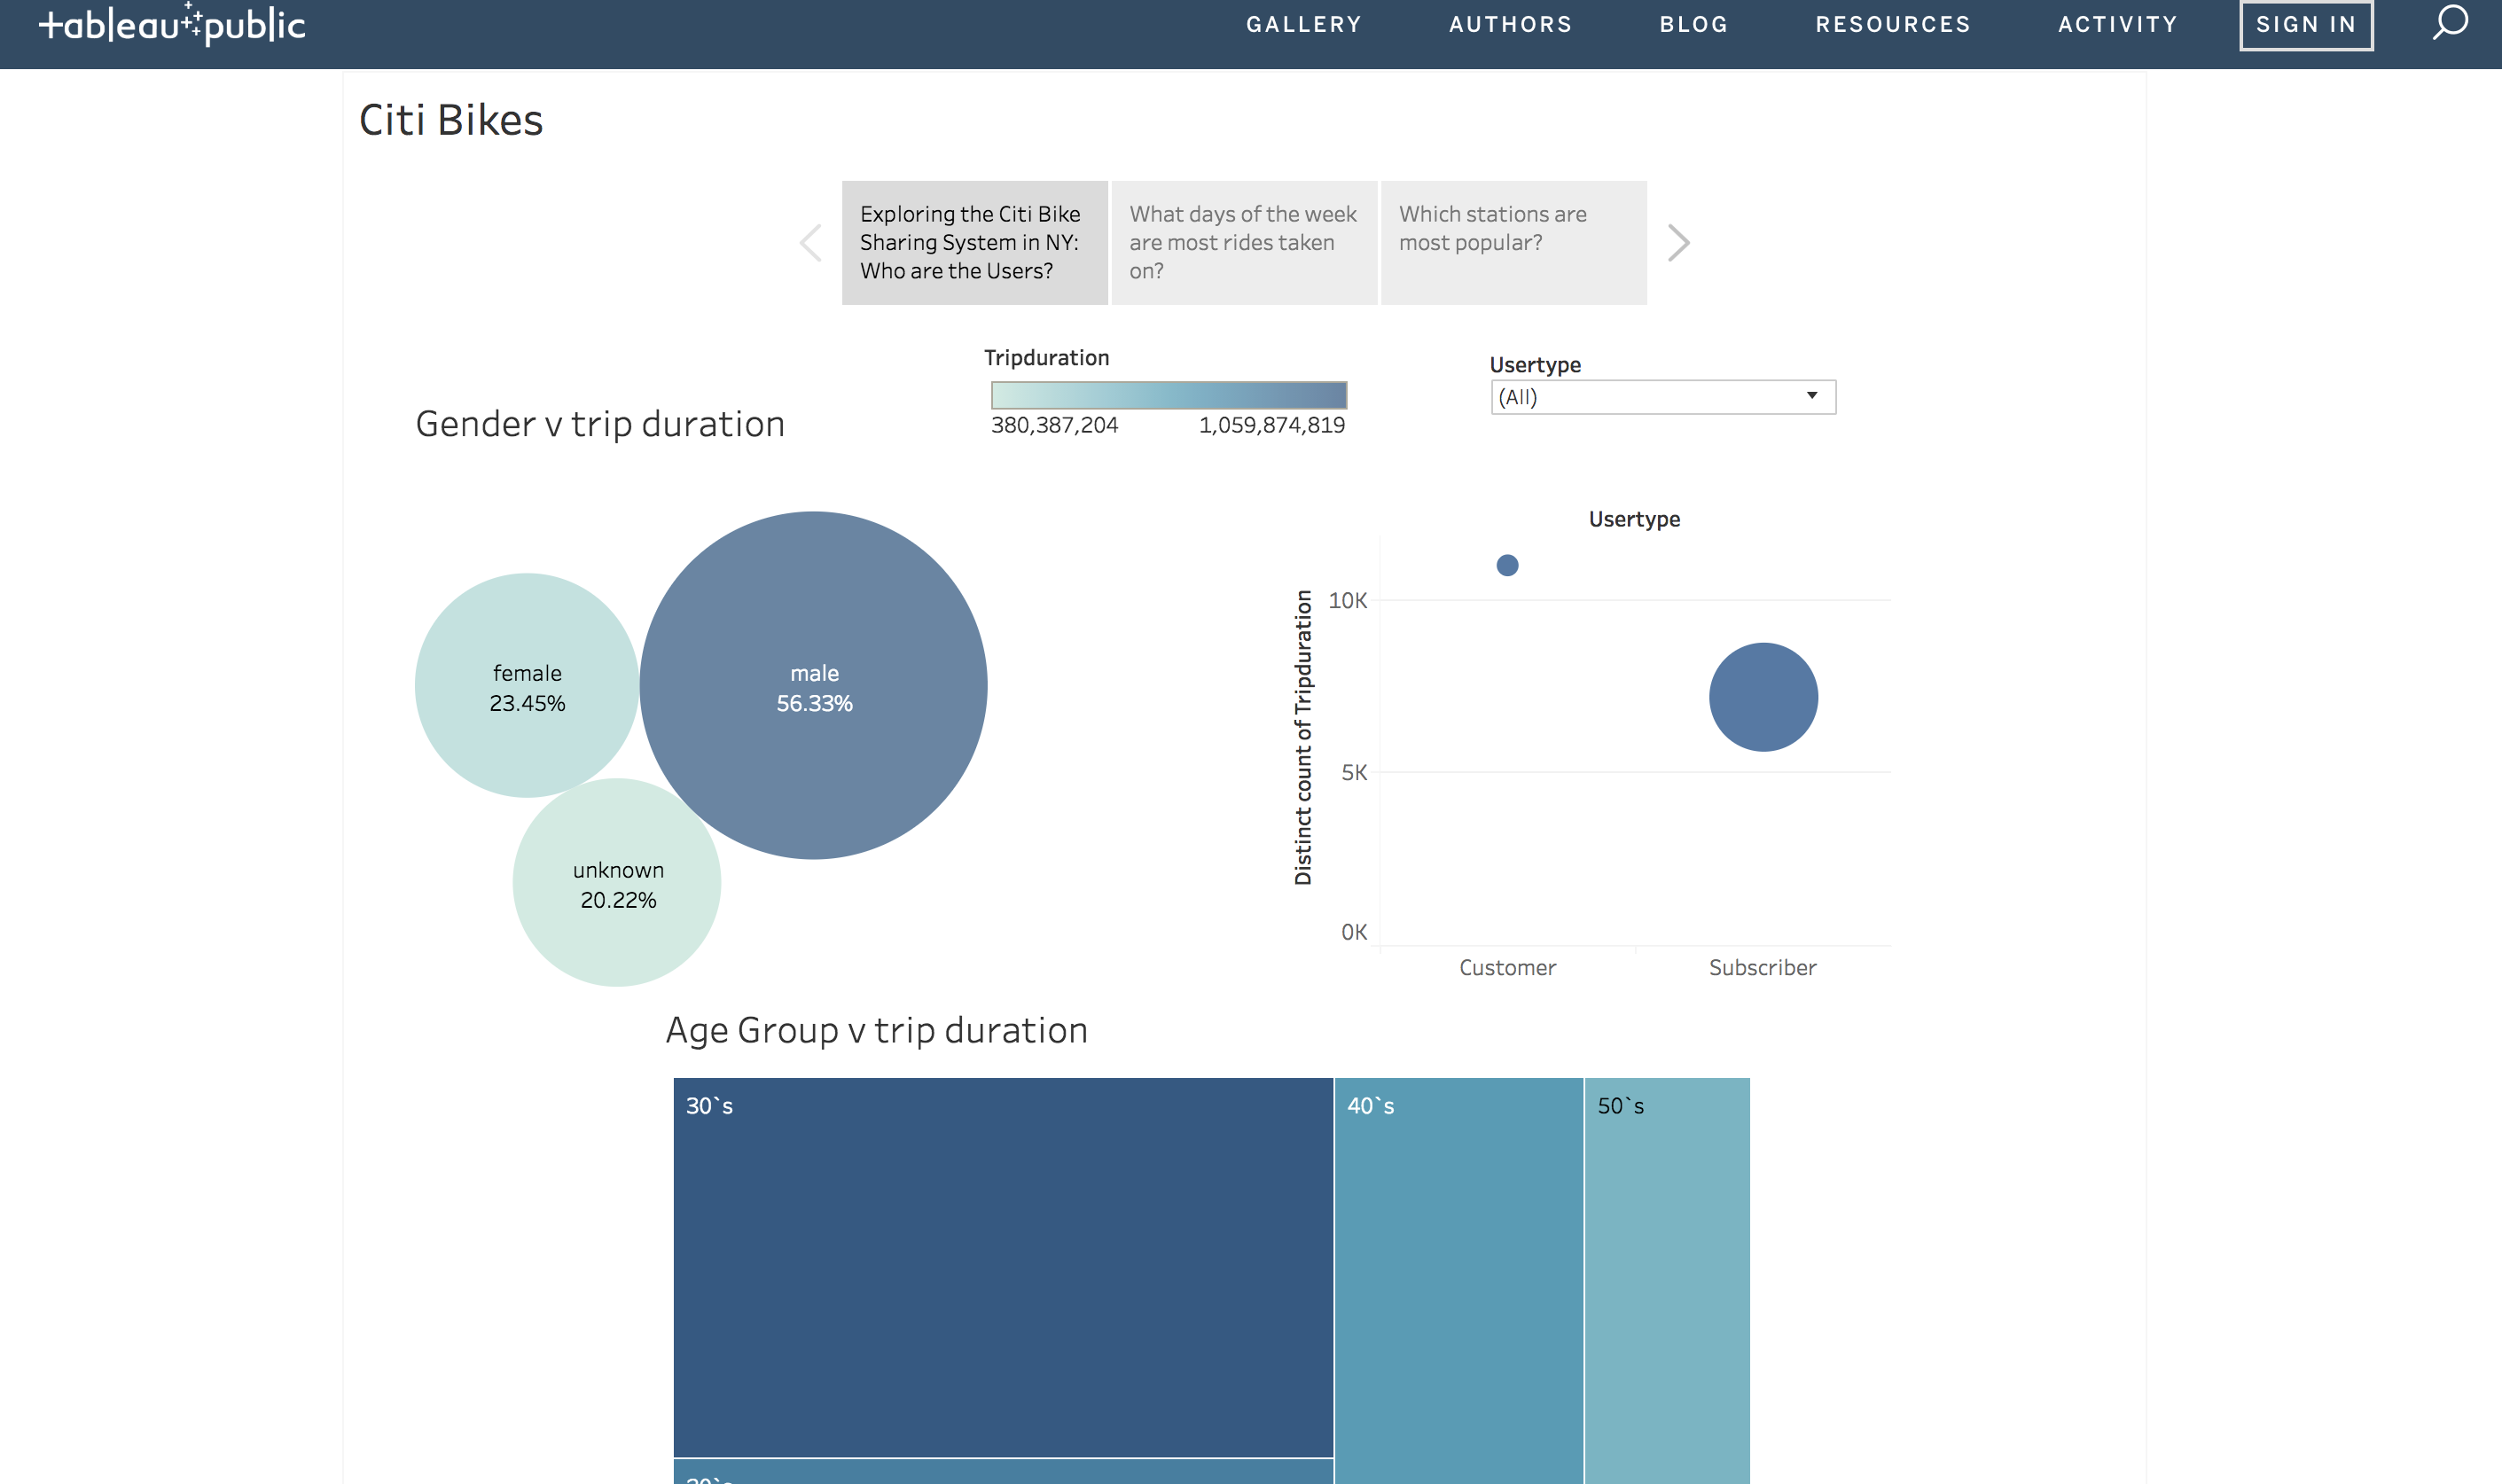 tableau public
GALLERY
AUTHORS
BLOG
RESOURCES
ACTIVITY
SIGN IN
Citi Bikes
Exploring the Citi Bike
Sharing System in NY:
Who are the Users?
What days of the week
are most rides taken
on?
Which stations are
most popular?
Tripduration
380,387,204
1,059,874,819
Usertype
(All)
Gender v trip duration
female
23.45%
male
56.33%
unknown
20.22%
Usertype
Distinct count of Tripduration
10K
5K
0K
Customer
Subscriber
Age Group v trip duration
30`s
40`s
50`s